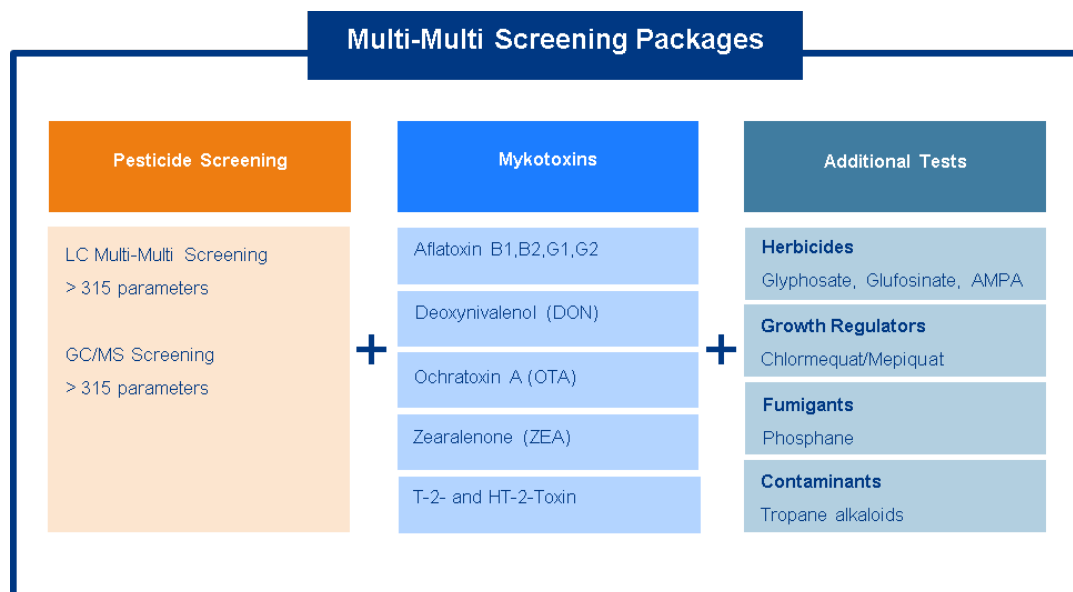 Multi-Multi Screening Packages
Pesticide Screening
LC Multi-Multi Screening
> 315 parameters
GC/MS Screening
> 315 parameters
+
Mykotoxins
Aflatoxin B1,B2,G1,G2
Deoxynivalenol (DON)
Ochratoxin A (OTA)
Zearalenone (ZEA)
T-2- and HT-2-Toxin
+
Additional Tests
Herbicides
Glyphosate, Glufosinate, AMPA
Growth Regulators
Chlormequat/Mepiquat
Fumigants
Phosphane
Contaminants
Tropane alkaloids